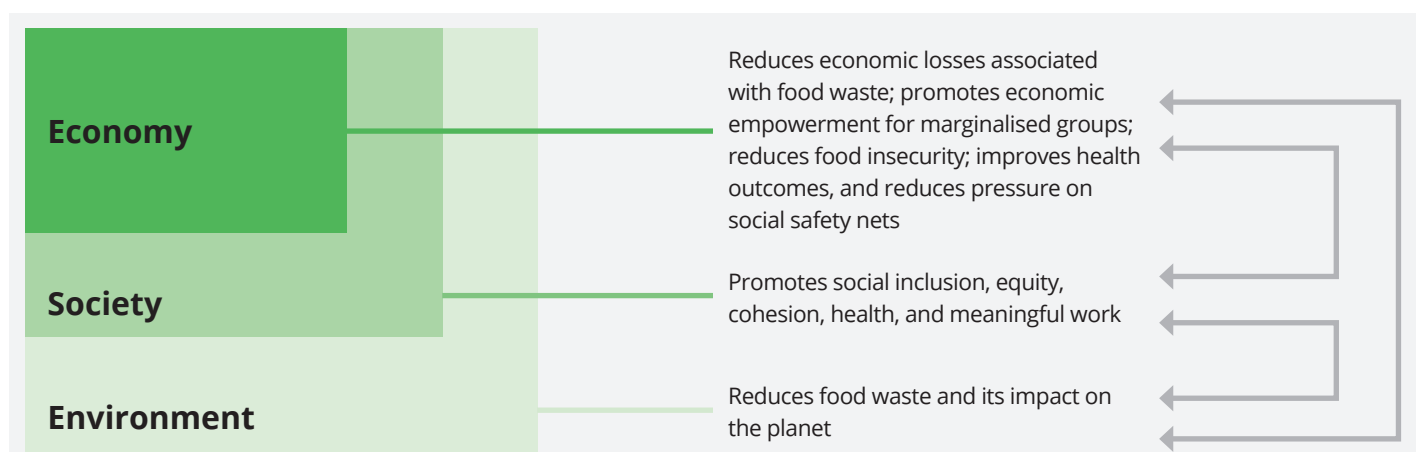 Economy
Reduces economic losses associated
with food waste; promotes economic
empowerment for marginalised groups;
reduces food insecurity; improves health
outcomes, and reduces pressure on
social safety nets
Society
Promotes social inclusion, equity,
cohesion, health, and meaningful work
Environment
Reduces food waste and its impact on
the planet